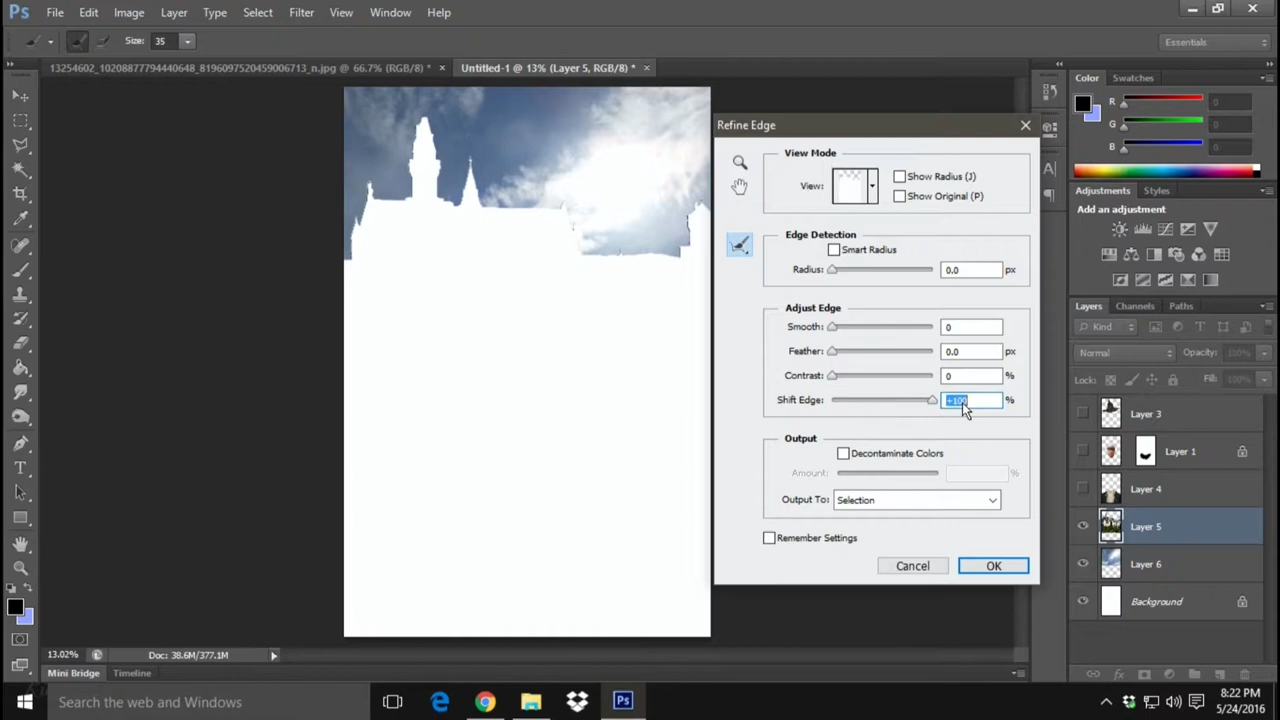 Ps File Edit Image Layer Type Select Filter View Window Help
Size: 35 Essentials
13254602_10208877794440648_8196097520459006713_n.jpg @ 66.7% (RGB/8) * × Untitled-1 @ 13% (Layer 5, RGB/8) * ×
Color Swatches
R 0
G 0
B 0
Adjustments Styles
Add an adjustment
Layers Channels Paths
Kind
Normal Opacity: 100%
Lock: Fill: 100%
Layer 3
Layer 1
Layer 4
Layer 5
Layer 6
Background
Refine Edge
View Mode
View: Show Radius (J)
Show Original (P)
Edge Detection
Smart Radius
Radius: 0.0 px
Adjust Edge
Smooth: 0
Feather: 0.0 px
Contrast: 0 %
Shift Edge: +100 %
Output
Decontaminate Colors
Amount: %
Output To: Selection
Remember Settings
Cancel OK
13.02% Doc: 38.6M/377.1M
Mini Bridge Timeline
Search the web and Windows
8:22 PM
5/24/2016